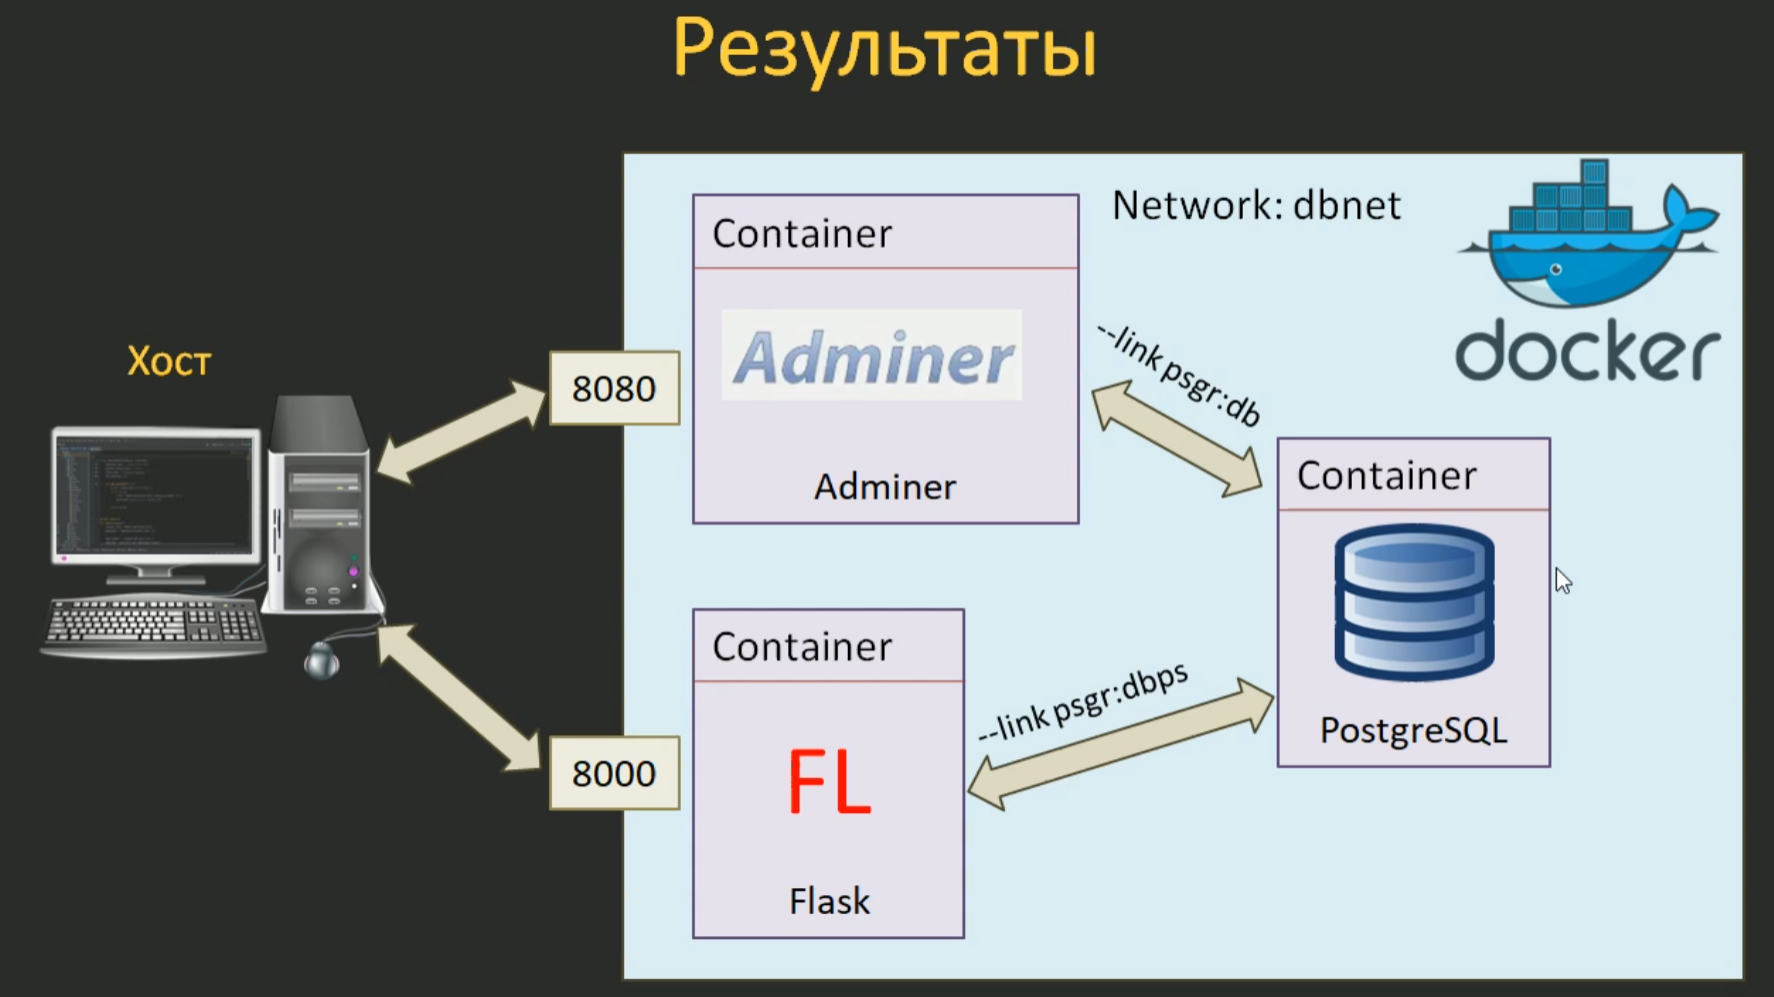 Результаты
Network: dbnet
Container
Adminer
Adminer
docker
--link psgr:db
Хост
8080
Container
PostgreSQL
Container
FL
Flask
--link psgr:dbps
8000